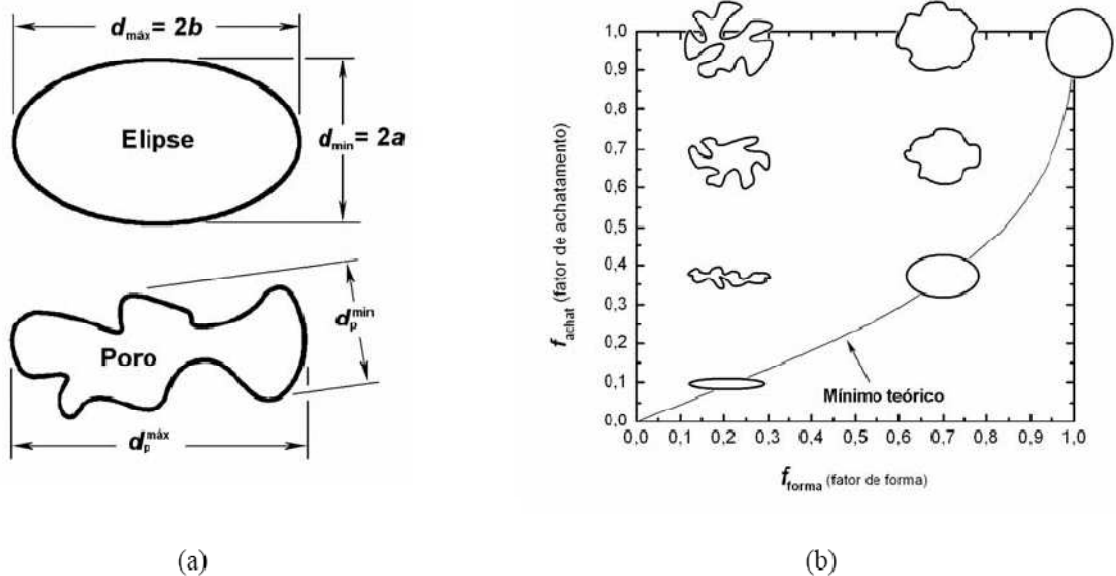 d_máx = 2b
Elipse
d_min = 2a
Poro
d_p^min
d_p^máx
(a)
1,0
0,9
0,8
0,7
0,6
0,5
0,4
0,3
0,2
0,1
0,0
f_achat (fator de achatamento)
Mínimo teórico
0,0 0,1 0,2 0,3 0,4 0,5 0,6 0,7 0,8 0,9 1,0
f_forma (fator de forma)
(b)